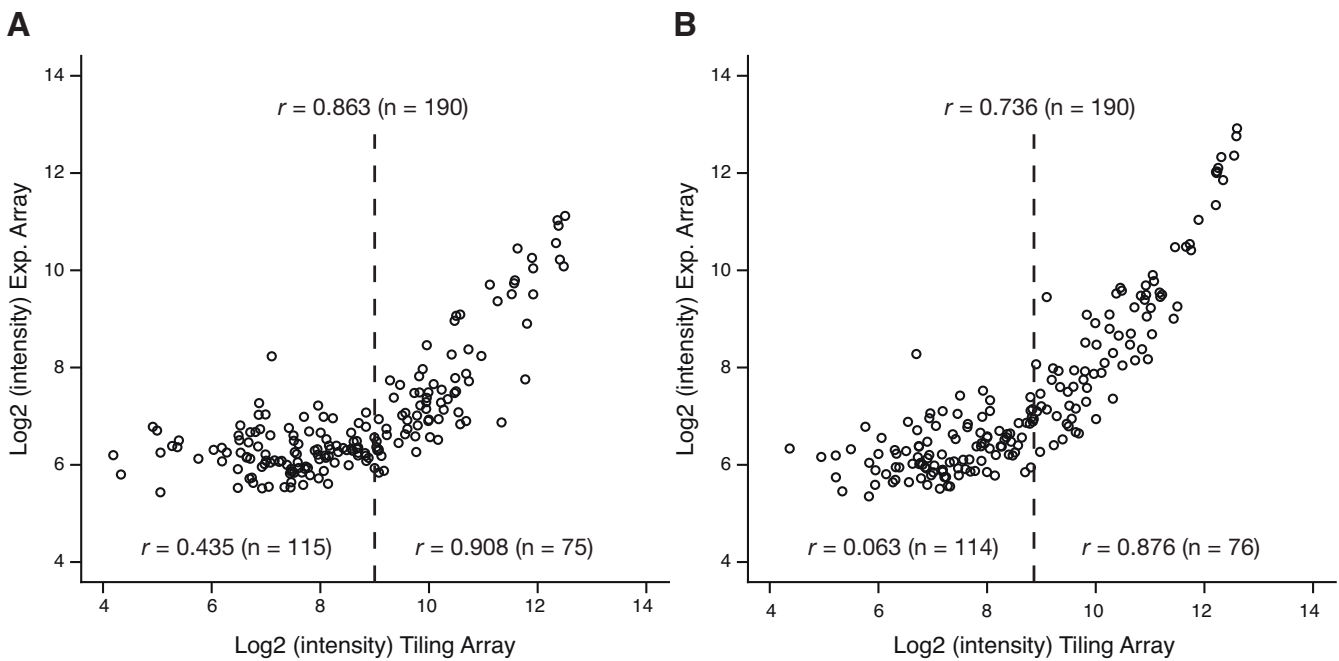 A
B
14
12
10
8
6
4
Log2 (intensity) Exp. Array
r = 0.863 (n = 190)
r = 0.435 (n = 115)
r = 0.908 (n = 75)
4
6
8
10
12
14
Log2 (intensity) Tiling Array
14
12
10
8
6
4
Log2 (intensity) Exp. Array
r = 0.736 (n = 190)
r = 0.063 (n = 114)
r = 0.876 (n = 76)
4
6
8
10
12
14
Log2 (intensity) Tiling Array